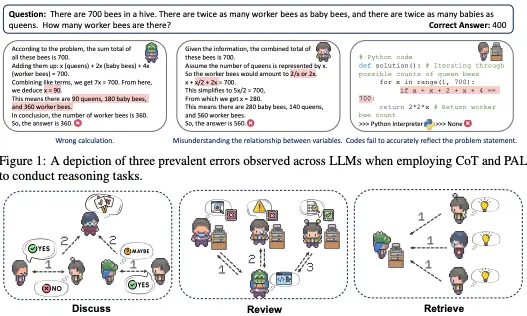 Question: There are 700 bees in a hive. There are twice as many worker bees as baby bees, and there are twice as many babies as
queens. How many worker bees are there? Correct Answer: 400
According to the problem, the sum total of
all these bees is 700.
Adding them up: x (queens) + 2x (baby bees) + 4x
(worker bees) = 700.
Combining like terms, we get 7x = 700. From here,
we deduce x = 90.
This means there are 90 queens, 180 baby bees,
and 360 worker bees.
In conclusion, the number of worker bees is 360.
So, the answer is 360.
Wrong calculation.
Given the information, the combined total of
these bees is 700.
Assume the number of queens is represented by x.
So the worker bees would amount to 2/x or 2x.
x + x/2 + 2x = 700.
This simplifies to 5x/2 = 700,
From which we get x = 280.
This means there are 280 baby bees, 140 queens,
and 560 worker bees.
So, the answer is 560.
Misunderstanding the relationship between variables.
# Python code
def solution(): # Iterating through
possible counts of queen bees
for x in range(1, 700):
if x + x + 2 + x + 4 ==
700:
return 2*2*x # Return worker
bee count
>>> Python Interpreter >>> None
Codes fail to accurately reflect the problem statement.
Figure 1: A depiction of three prevalent errors observed across LLMs when employing CoT and PAL
to conduct reasoning tasks.
2 2
YES
MAYBE
1 1
NO
YES
Discuss
1 2 3
Review
1
1
1
Retrieve